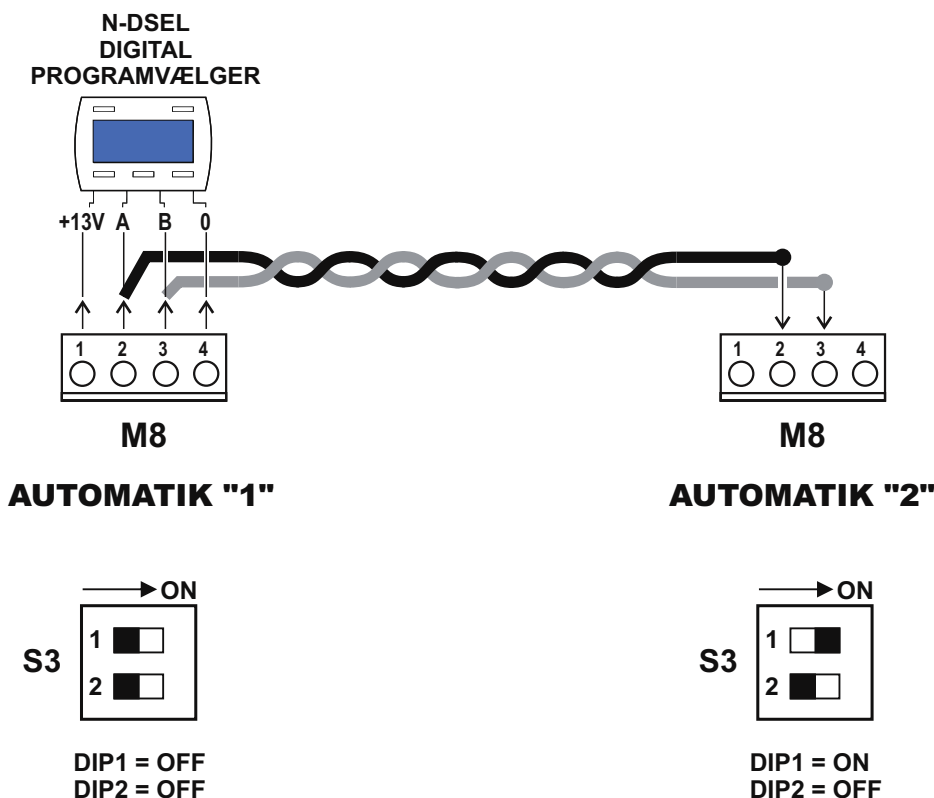 N-DSEL
DIGITAL
PROGRAMVÆLGER
+13V A B 0
1 2 3 4
M8
AUTOMATIK "1"
1 2 3 4
M8
AUTOMATIK "2"
ON
S3
1
2
DIP1 = OFF
DIP2 = OFF
ON
S3
1
2
DIP1 = ON
DIP2 = OFF